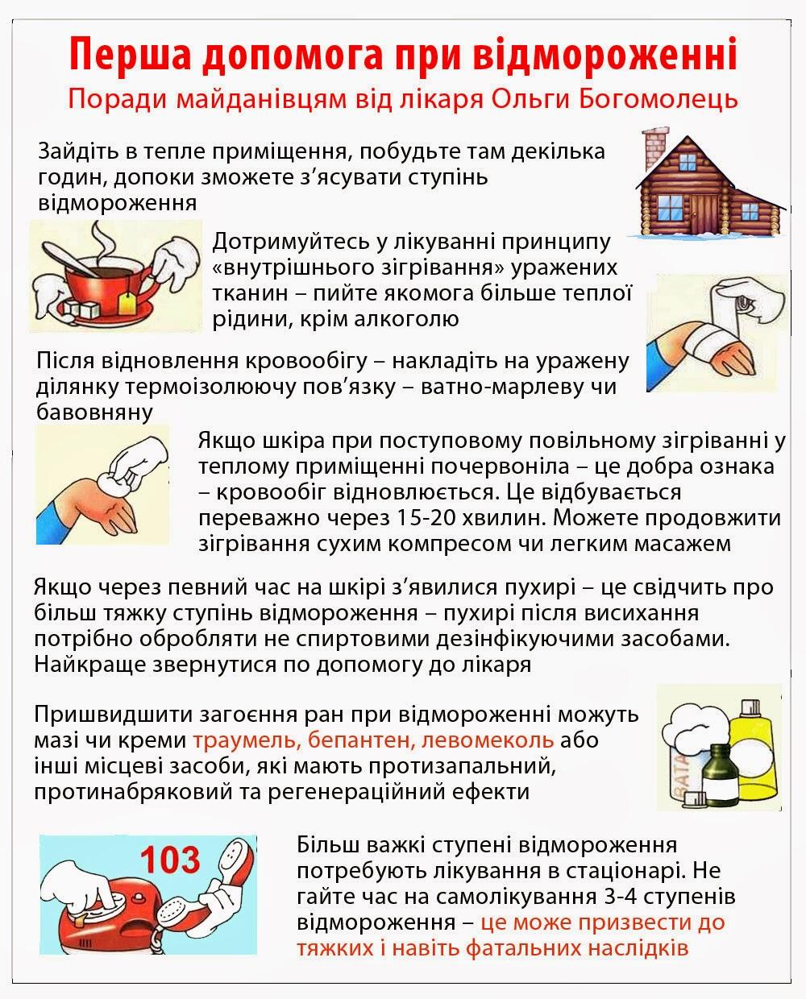 Перша допомога при відмороженні
Поради майданівцям від лікаря Ольги Богомолець
Зайдіть в тепле приміщення, побудьте там декілька
годин, допоки зможете з’ясувати ступінь
відмороження
Дотримуйтесь у лікуванні принципу
«внутрішнього зігрівання» уражених
тканин – пийте якомога більше теплої
рідини, крім алкоголю
Після відновлення кровообігу – накладіть на уражену
ділянку термоізолюючу пов’язку – ватно-марлеву чи
бавовняну
Якщо шкіра при поступовому повільному зігріванні у
теплому приміщенні почервоніла – це добра ознака
– кровообіг відновлюється. Це відбувається
переважно через 15-20 хвилин. Можете продовжити
зігрівання сухим компресом чи легким масажем
Якщо через певний час на шкірі з’явилися пухирі – це свідчить про
більш тяжку ступінь відмороження – пухирі після висихання
потрібно обробляти не спиртовими дезінфікуючими засобами.
Найкраще звернутися по допомогу до лікаря
Пришвидшити загоєння ран при відмороженні можуть
мазі чи креми траумель, бепантен, левомеколь або
інші місцеві засоби, які мають протизапальний,
протинабряковий та регенераційний ефекти
ВАТА
103
Більш важкі ступені відмороження
потребують лікування в стаціонарі. Не
гайте час на самолікування 3-4 ступенів
відмороження – це може призвести до
тяжких і навіть фатальних наслідків